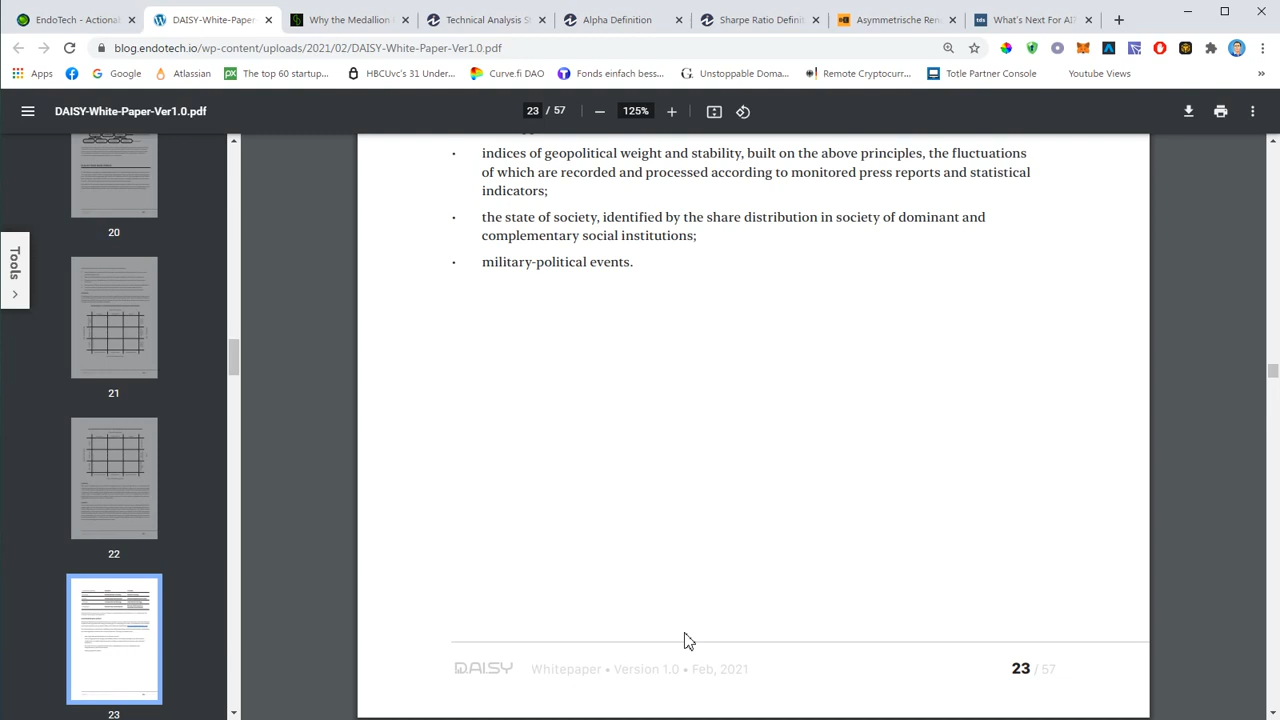 EndoTech - Actional
DAISY-White-Paper-
Why the Medallion
Technical Analysis St
Alpha Definition
Sharpe Ratio Definit
Asymmetrische Ren
What's Next For AI?
blog.endotech.io/wp-content/uploads/2021/02/DAISY-White-Paper-Ver1.0.pdf
Apps
Google
Atlassian
The top 60 startup...
HBCUvc's 31 Under...
Curve.fi DAO
Fonds einfach bess...
Unstoppable Doma...
Remote Cryptocurr...
Totle Partner Console
Youtube Views
DAISY-White-Paper-Ver1.0.pdf
23 / 57
125%
Tools
20
21
22
23
• indices of geopolitical weight and stability, built on the above principles, the fluctuations
of which are recorded and processed according to monitored press reports and statistical
indicators;
• the state of society, identified by the share distribution in society of dominant and
complementary social institutions;
• military-political events.
DAISY Whitepaper • Version 1.0 • Feb, 2021
23 / 57